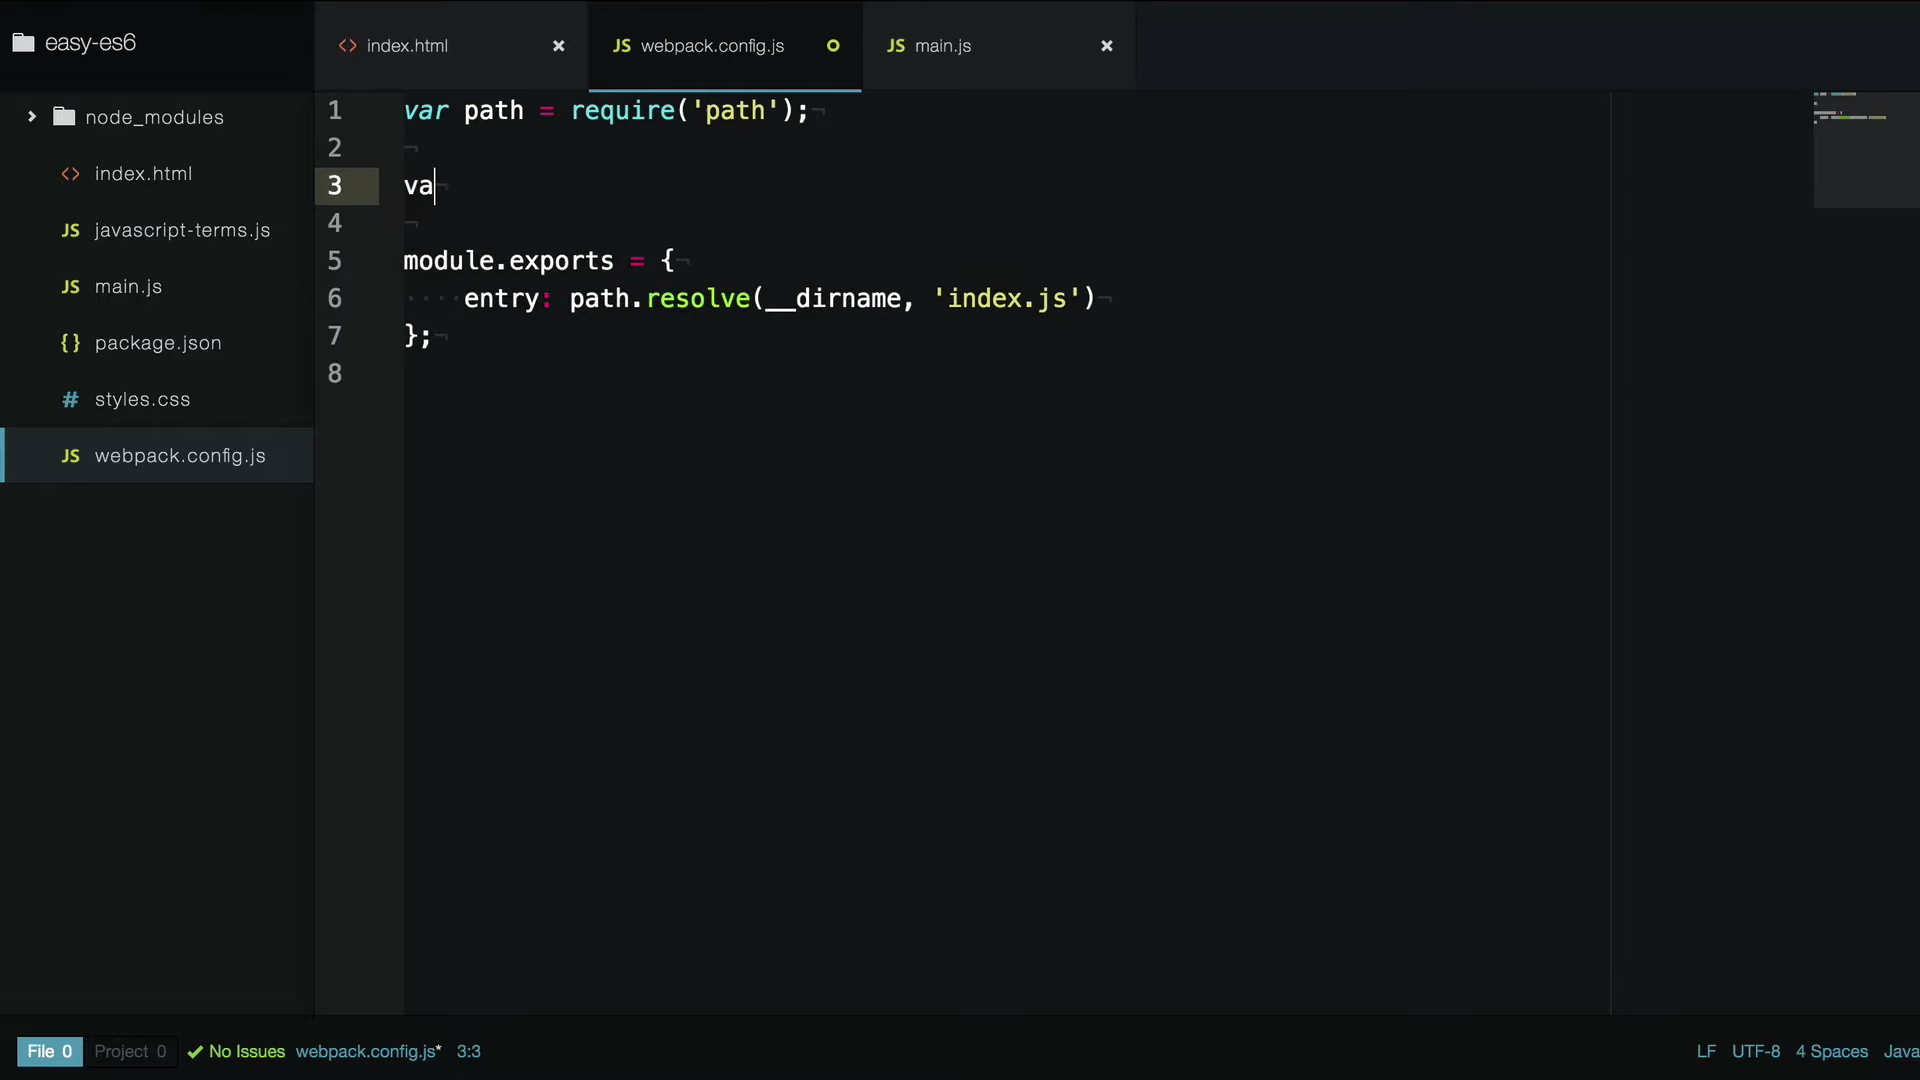 easy-es6
index.html
JS webpack.config.js
JS main.js
node_modules
<> index.html
JS javascript-terms.js
JS main.js
{} package.json
# styles.css
JS webpack.config.js
1 var path = require('path');¬
2 ¬
3 va¬
4 ¬
5 module.exports = {¬
6 ····entry: path.resolve(__dirname, 'index.js')¬
7 };¬
8
File 0 Project 0 No Issues webpack.config.js* 3:3
LF UTF-8 4 Spaces Java